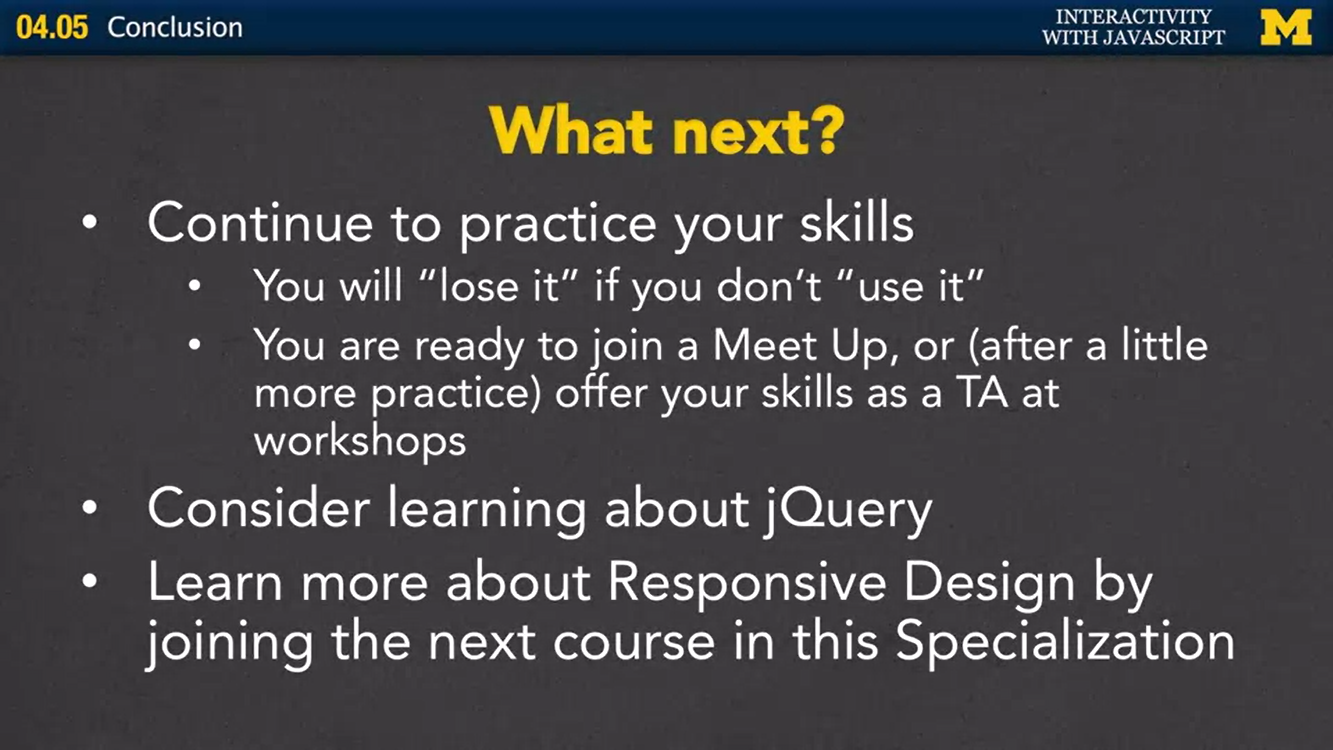 04.05 Conclusion
INTERACTIVITY
WITH JAVASCRIPT
M
What next?
• Continue to practice your skills
• You will “lose it” if you don’t “use it”
• You are ready to join a Meet Up, or (after a little
more practice) offer your skills as a TA at
workshops
• Consider learning about jQuery
• Learn more about Responsive Design by
joining the next course in this Specialization